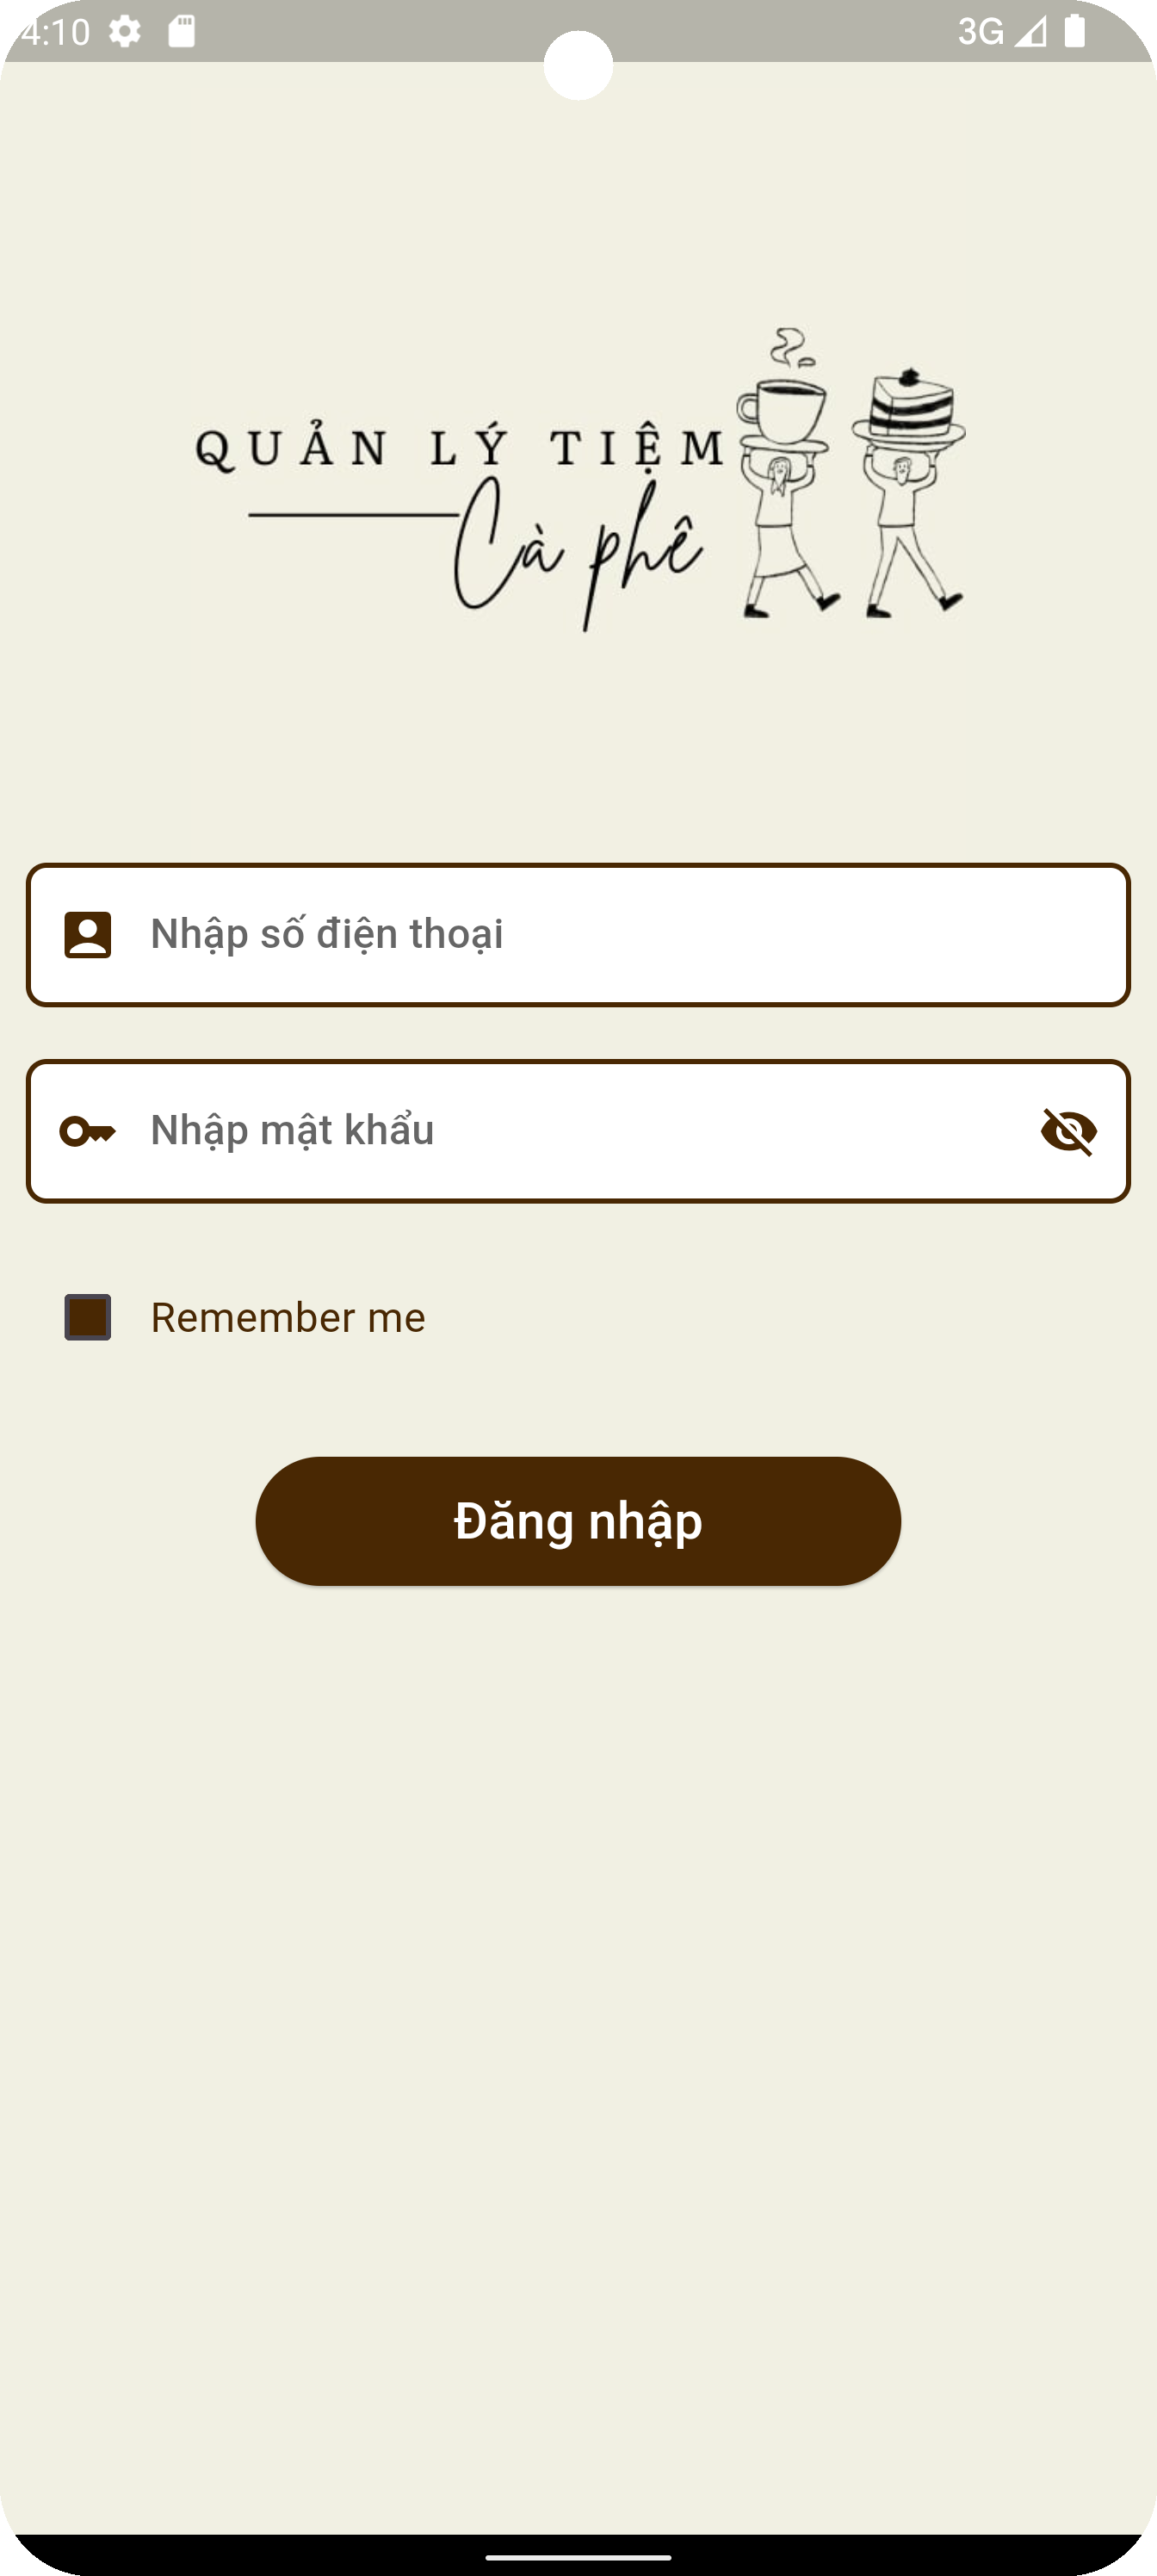 4:10 3G
QUẢN LÝ TIỆM
Cà phê
Nhập số điện thoại
Nhập mật khẩu
Remember me
Đăng nhập